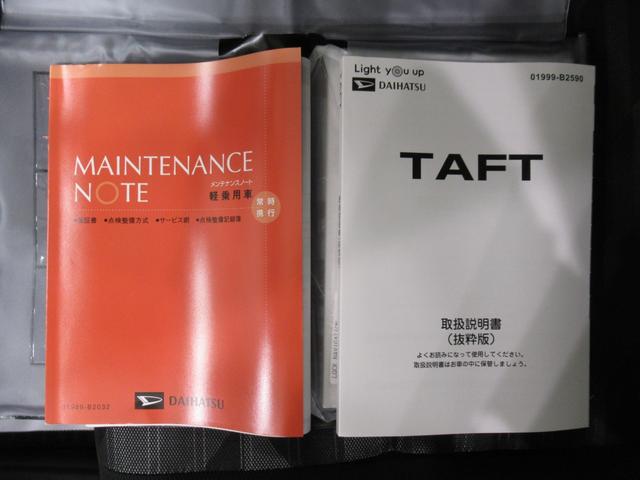 MAINTENANCE
NOTE
メンテナンスノート
軽乗用車
常時
携行
●保証書 ●点検整備方式 ●サービス網 ●点検整備記録簿
01999-B2032
DAIHATSU
Light you up
DAIHATSU
01999-B2590
TAFT
取扱説明書
（抜粋版）
よくお読みになって使用してください。
取扱説明書はお車の中に保管しましょう。